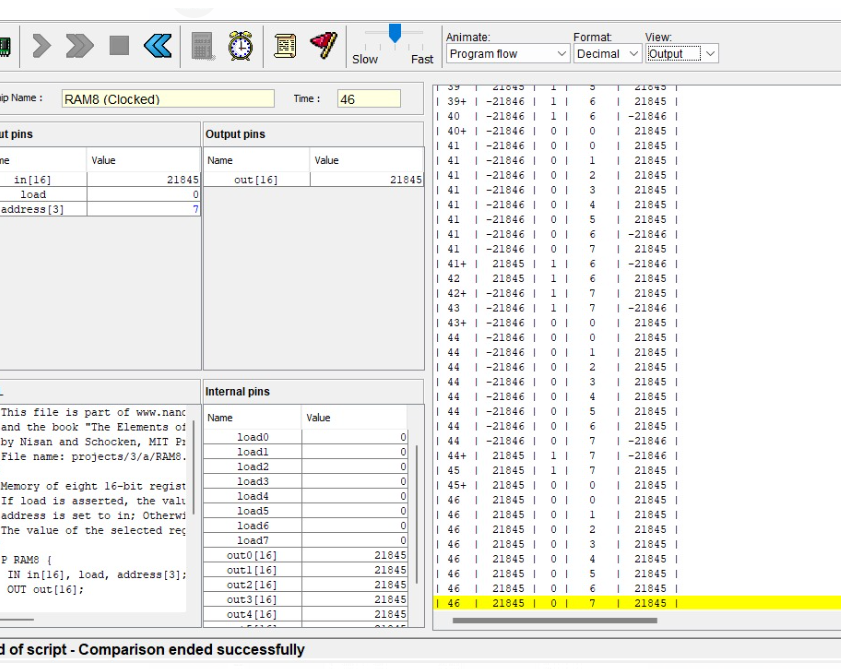 Slow Fast
Animate: Format: View:
Program flow Decimal Output
ip Name : RAM8 (Clocked) Time : 46
ut pins
Name Value
in[16] 21845
load 0
address[3] 7
Output pins
Name Value
out[16] 21845
This file is part of www.nand
and the book "The Elements of
by Nisan and Schocken, MIT Pr
File name: projects/3/a/RAM8.
Memory of eight 16-bit regist
If load is asserted, the valu
address is set to in; Otherwi
The value of the selected reg
P RAM8 {
IN in[16], load, address[3];
OUT out[16];
Internal pins
Name Value
load0 0
load1 0
load2 0
load3 0
load4 0
load5 0
load6 0
load7 0
out0[16] 21845
out1[16] 21845
out2[16] 21845
out3[16] 21845
out4[16] 21845
| 39 | 21845 | 1 | 5 | 21845 |
| 39+ | -21846 | 1 | 6 | 21845 |
| 40 | -21846 | 1 | 6 | -21846 |
| 40+ | -21846 | 0 | 0 | 21845 |
| 41 | -21846 | 0 | 0 | 21845 |
| 41 | -21846 | 0 | 1 | 21845 |
| 41 | -21846 | 0 | 2 | 21845 |
| 41 | -21846 | 0 | 3 | 21845 |
| 41 | -21846 | 0 | 4 | 21845 |
| 41 | -21846 | 0 | 5 | 21845 |
| 41 | -21846 | 0 | 6 | -21846 |
| 41 | -21846 | 0 | 7 | 21845 |
| 41+ | 21845 | 1 | 6 | -21846 |
| 42 | 21845 | 1 | 6 | 21845 |
| 42+ | -21846 | 1 | 7 | 21845 |
| 43 | -21846 | 1 | 7 | -21846 |
| 43+ | -21846 | 0 | 0 | 21845 |
| 44 | -21846 | 0 | 0 | 21845 |
| 44 | -21846 | 0 | 1 | 21845 |
| 44 | -21846 | 0 | 2 | 21845 |
| 44 | -21846 | 0 | 3 | 21845 |
| 44 | -21846 | 0 | 4 | 21845 |
| 44 | -21846 | 0 | 5 | 21845 |
| 44 | -21846 | 0 | 6 | 21845 |
| 44 | -21846 | 0 | 7 | -21846 |
| 44+ | 21845 | 1 | 7 | -21846 |
| 45 | 21845 | 1 | 7 | 21845 |
| 45+ | 21845 | 0 | 0 | 21845 |
| 46 | 21845 | 0 | 0 | 21845 |
| 46 | 21845 | 0 | 1 | 21845 |
| 46 | 21845 | 0 | 2 | 21845 |
| 46 | 21845 | 0 | 3 | 21845 |
| 46 | 21845 | 0 | 4 | 21845 |
| 46 | 21845 | 0 | 5 | 21845 |
| 46 | 21845 | 0 | 6 | 21845 |
| 46 | 21845 | 0 | 7 | 21845 |
d of script - Comparison ended successfully